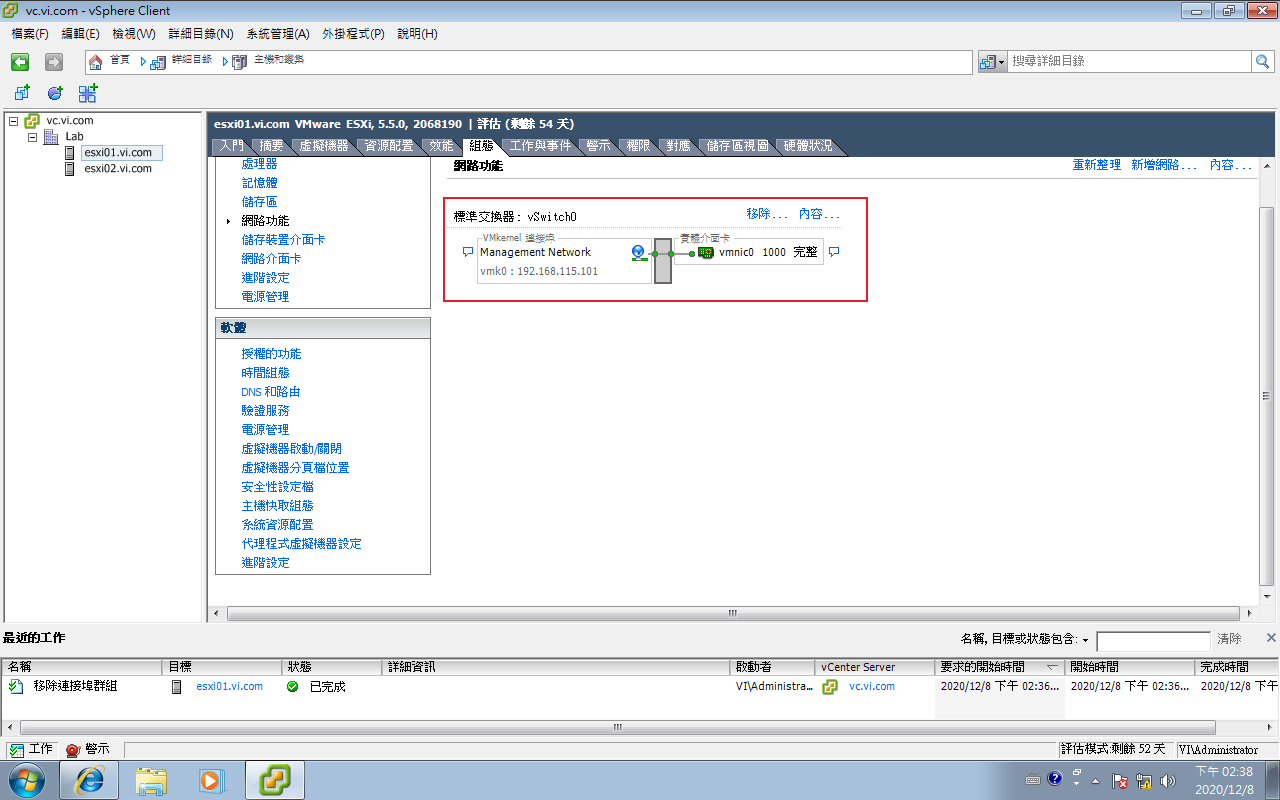 vc.vi.com - vSphere Client
檔案(F) 編輯(E) 檢視(W) 詳細目錄(N) 系統管理(A) 外掛程式(P) 說明(H)
首頁 詳細目錄 主機和叢集 搜尋詳細目錄
vc.vi.com
Lab
esxi01.vi.com
esxi02.vi.com
esxi01.vi.com VMware ESXi, 5.5.0, 2068190 | 評估 (剩餘 54 天)
入門 摘要 虛擬機器 資源配置 效能 組態 工作與事件 警示 權限 對應 儲存區視圖 硬體狀況
處理器
記憶體
儲存區
網路功能
儲存裝置介面卡
網路介面卡
進階設定
電源管理
軟體
授權的功能
時間組態
DNS 和路由
驗證服務
電源管理
虛擬機器啟動/關閉
虛擬機器分頁檔位置
安全性設定檔
主機快取組態
系統資源配置
代理程式虛擬機器設定
進階設定
網路功能 重新整理 新增網路... 內容...
標準交換器: vSwitch0 移除... 內容...
VMkernel 連接埠 實體介面卡
Management Network vmnic0 1000 完整
vmk0 : 192.168.115.101
最近的工作 名稱, 目標或狀態包含: 清除
名稱 目標 狀態 詳細資訊 啟動者 vCenter Server 要求的開始時間 開始時間 完成時間
移除連接埠群組 esxi01.vi.com 已完成 VI\Administra... vc.vi.com 2020/12/8 下午 02:36... 2020/12/8 下午 02:36... 2020/12/8 下午
工作 警示 評估模式:剩餘 52 天 VI\Administrator
下午 02:38
2020/12/8